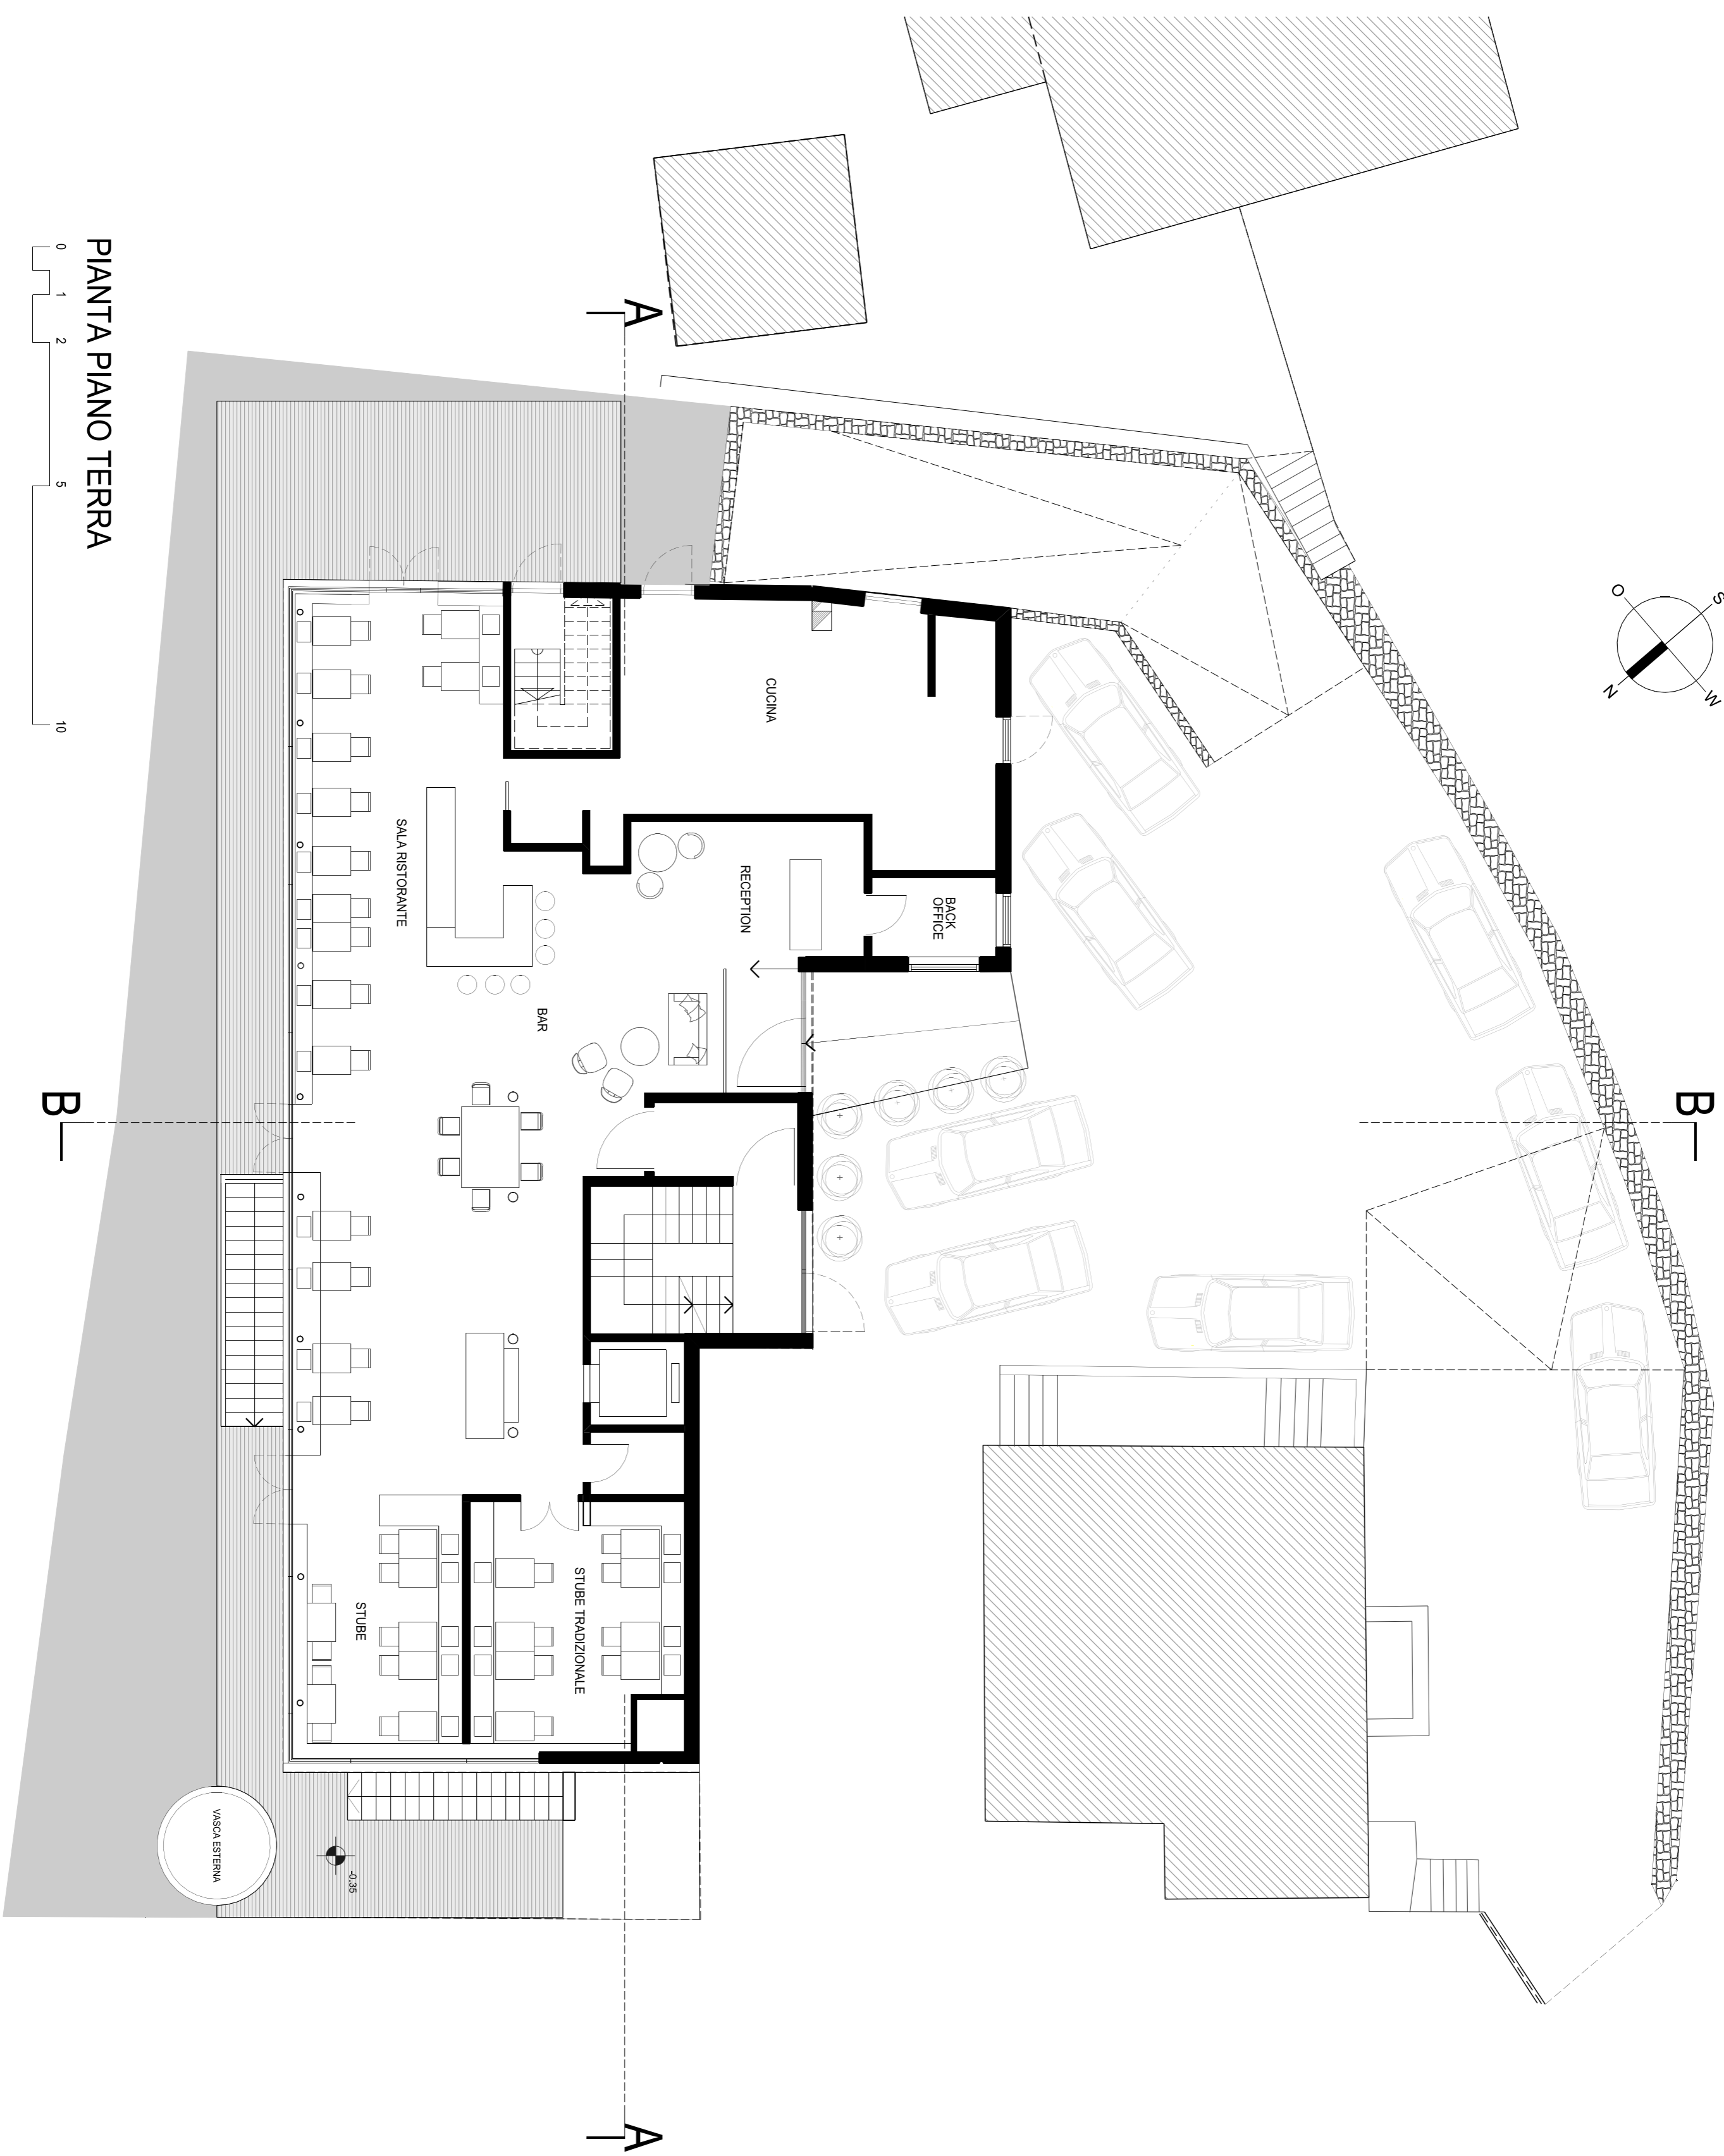 PIANTA PIANO TERRA
0 1 2 5 10
S
O
W
N
A
A
B
B
CUCINA
RECEPTION
BACK
OFFICE
SALA RISTORANTE
BAR
STUBE TRADIZIONALE
STUBE
VASCA ESTERNA
-0.35